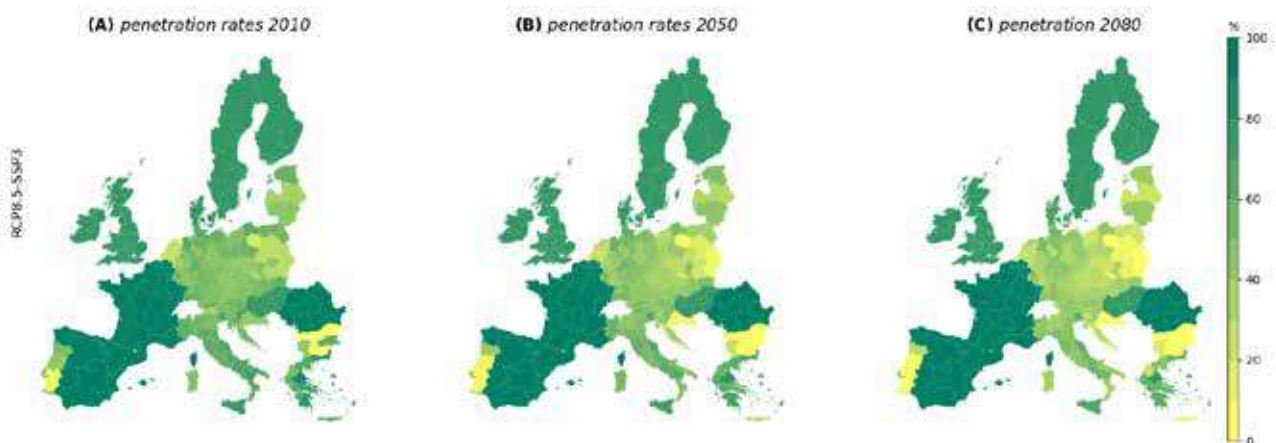 (A) penetration rates 2010
(B) penetration rates 2050
(C) penetration 2080
%
100
80
60
40
20
0
RCP8.5-SSP3